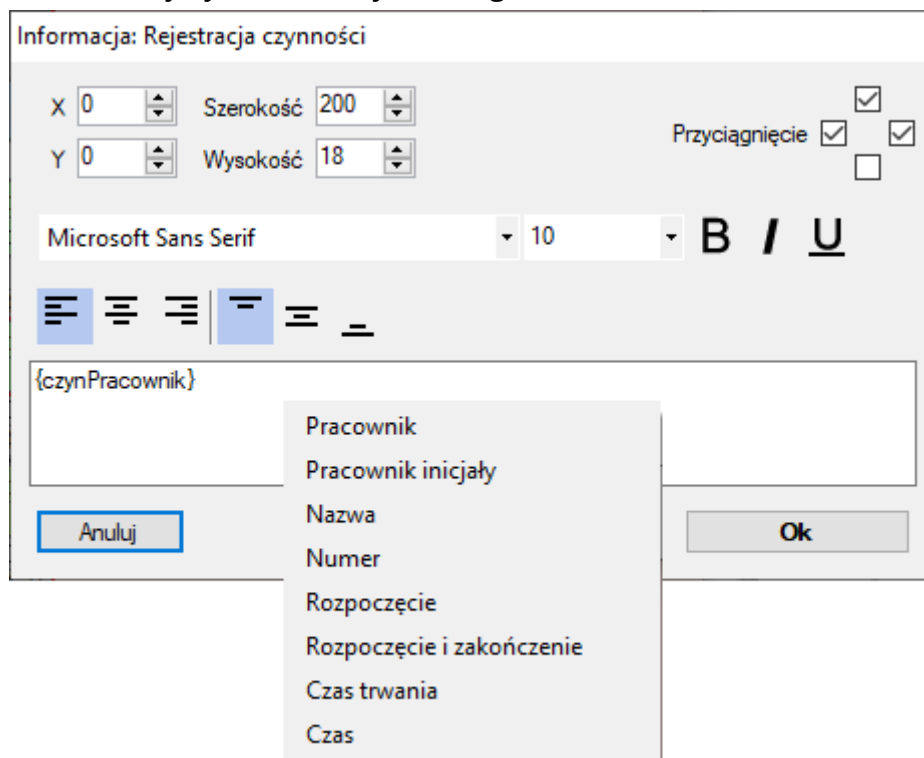 Informacja: Rejestracja czynności
X 0 Szerokość 200
Przyciągnięcie
Y 0 Wysokość 18
Microsoft Sans Serif 10 B I U
{czynPracownik}
Pracownik
Pracownik inicjały
Nazwa
Anuluj Ok
Numer
Rozpoczęcie
Rozpoczęcie i zakończenie
Czas trwania
Czas